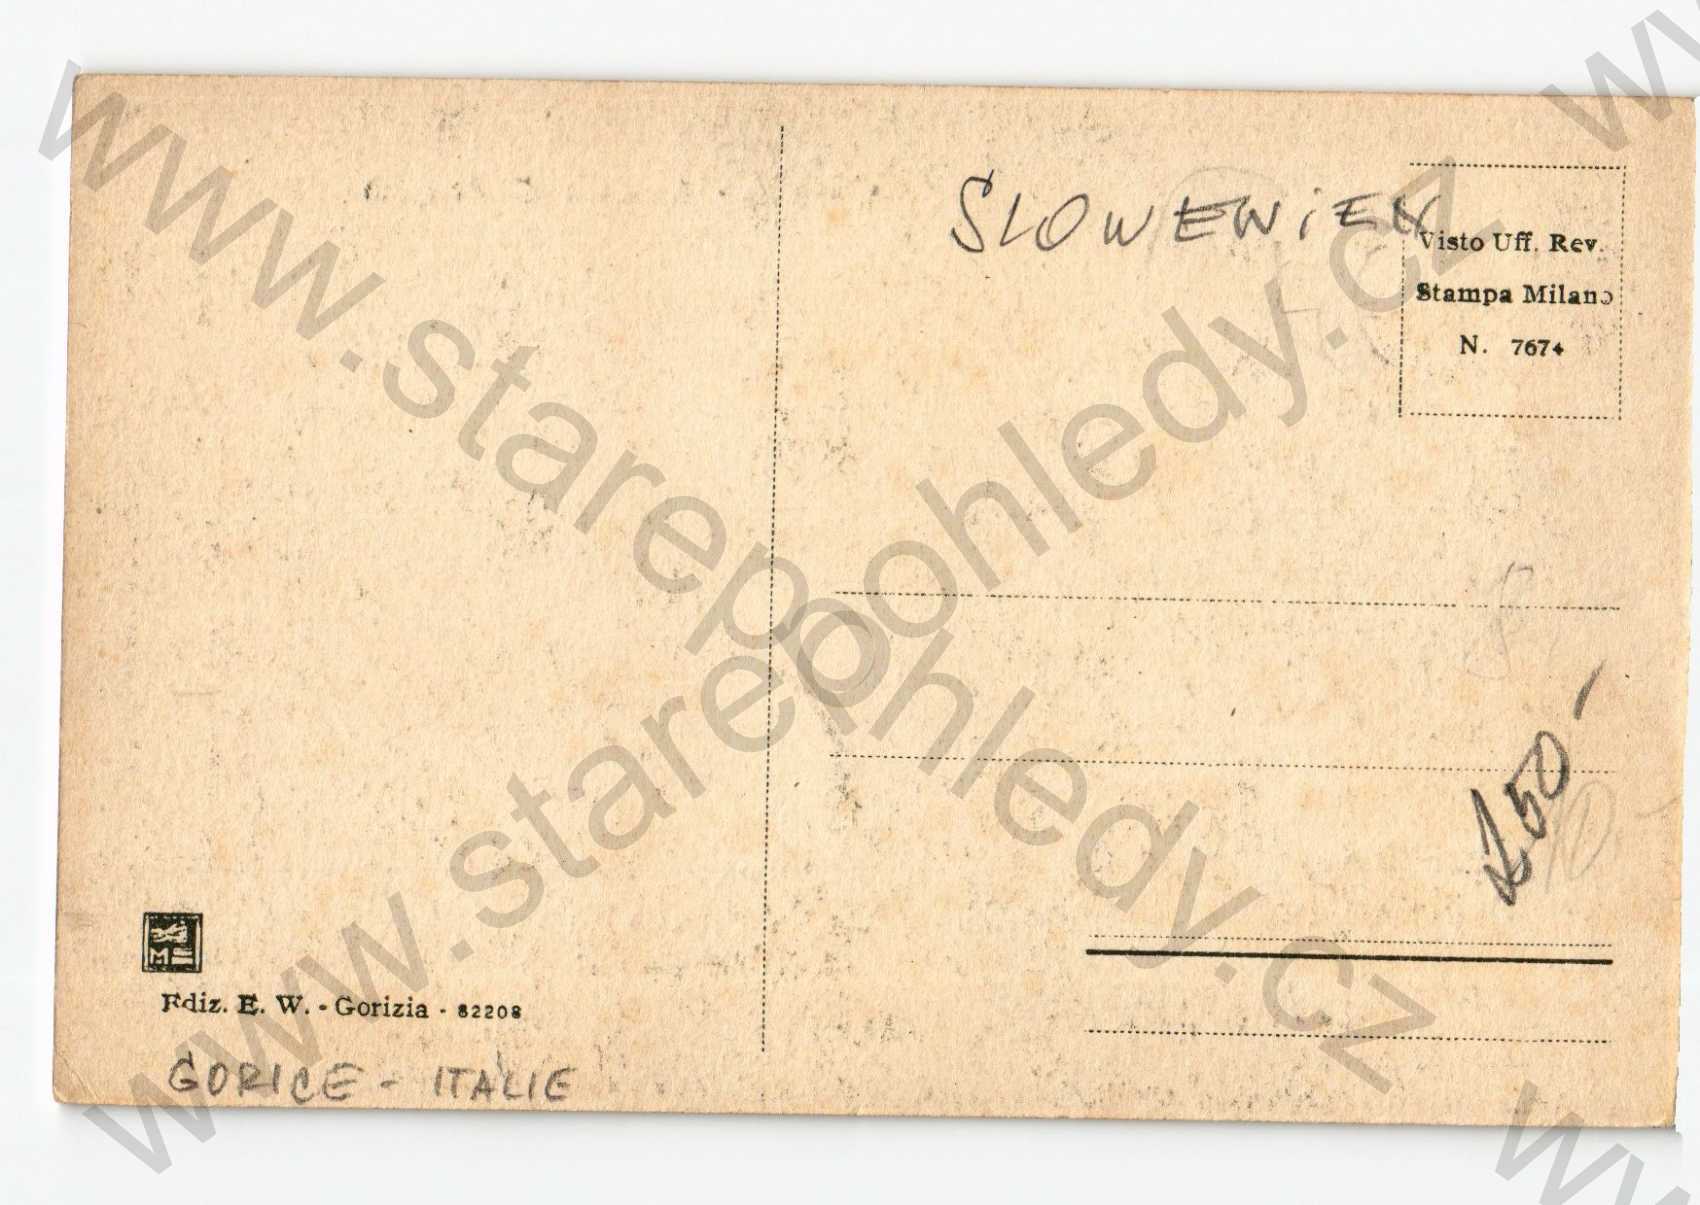 SLOWENiEN
Visto Uff. Rev.
Stampa Milano
N. 7674
150-
M
Ediz. E. W. - Gorizia - 82208
GORICE - ITALIE
www.starepohledy.cz
www.starepohledy.cz